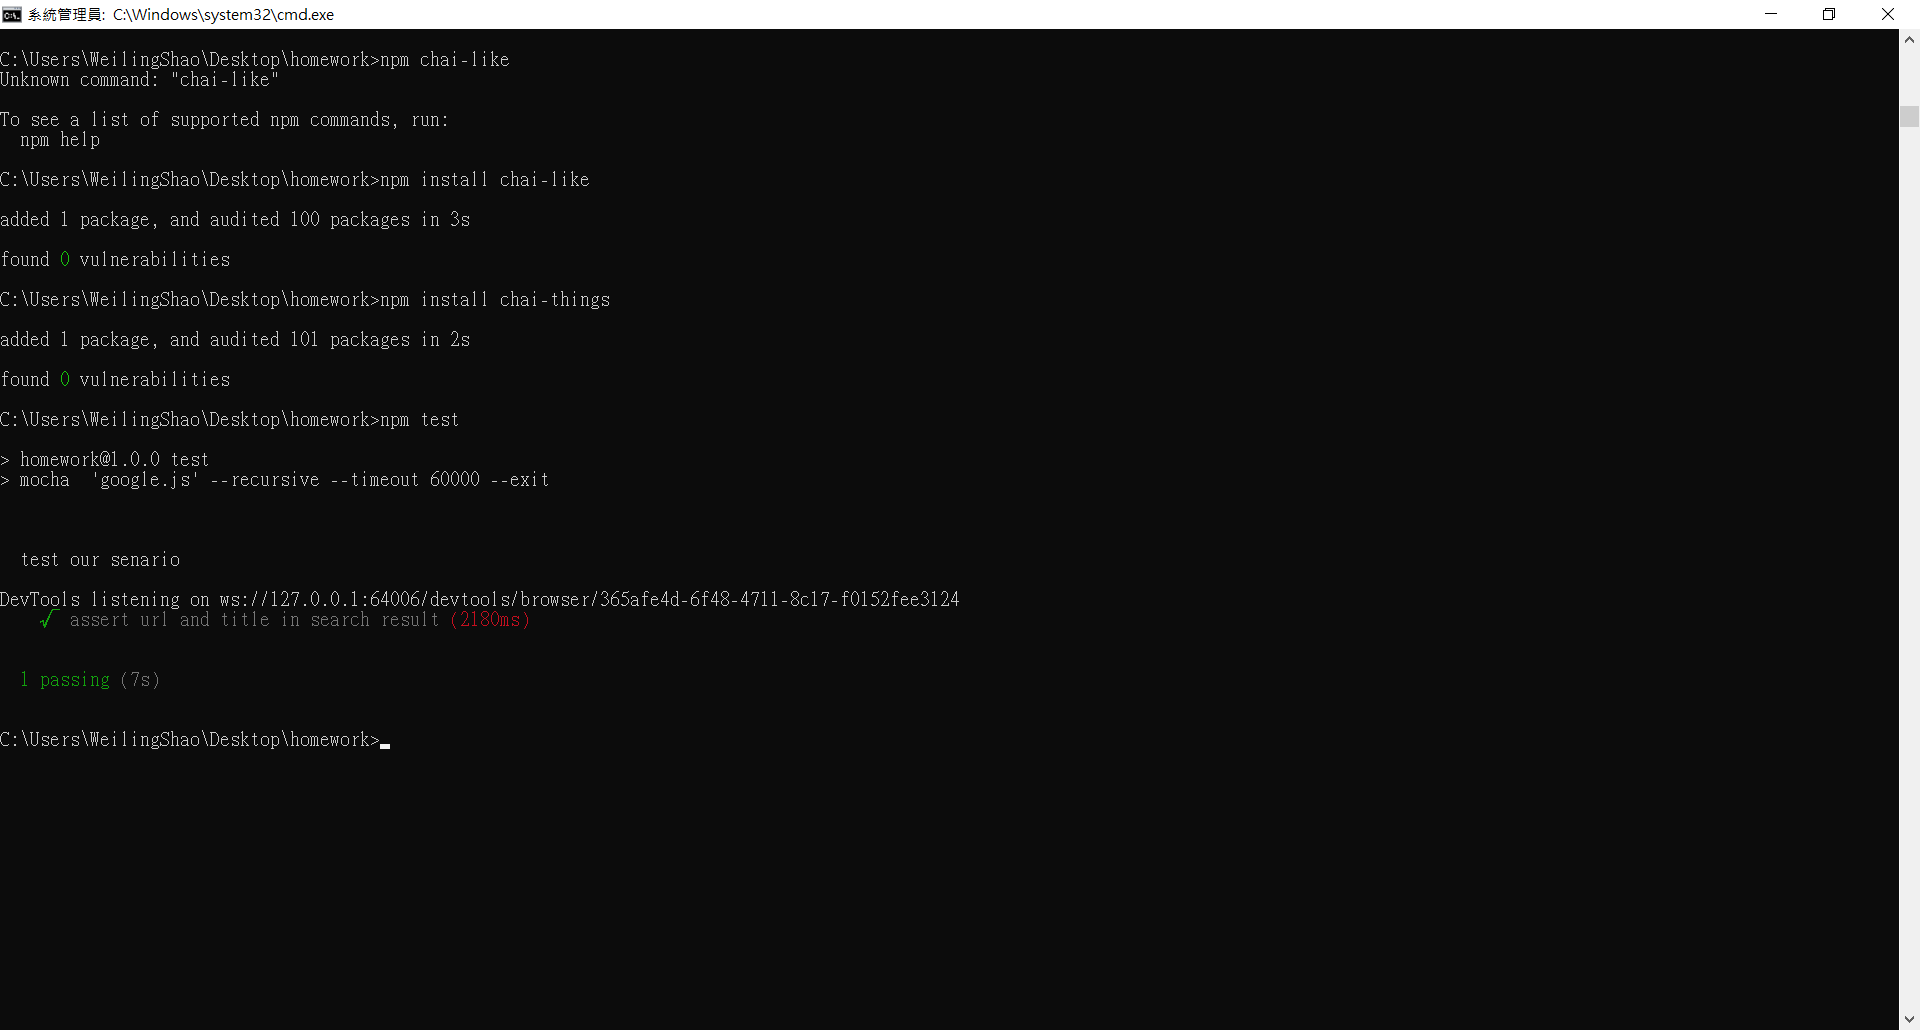 系統管理員: C:\Windows\system32\cmd.exe
C:\Users\WeilingShao\Desktop\homework>npm chai-like
Unknown command: "chai-like"
To see a list of supported npm commands, run:
npm help
C:\Users\WeilingShao\Desktop\homework>npm install chai-like
added 1 package, and audited 100 packages in 3s
found 0 vulnerabilities
C:\Users\WeilingShao\Desktop\homework>npm install chai-things
added 1 package, and audited 101 packages in 2s
found 0 vulnerabilities
C:\Users\WeilingShao\Desktop\homework>npm test
> homework@1.0.0 test
> mocha  'google.js' --recursive --timeout 60000 --exit
test our senario
DevTools listening on ws://127.0.0.1:64006/devtools/browser/365afe4d-6f48-4711-8c17-f0152fee3124
√ assert url and title in search result (2180ms)
1 passing (7s)
C:\Users\WeilingShao\Desktop\homework>